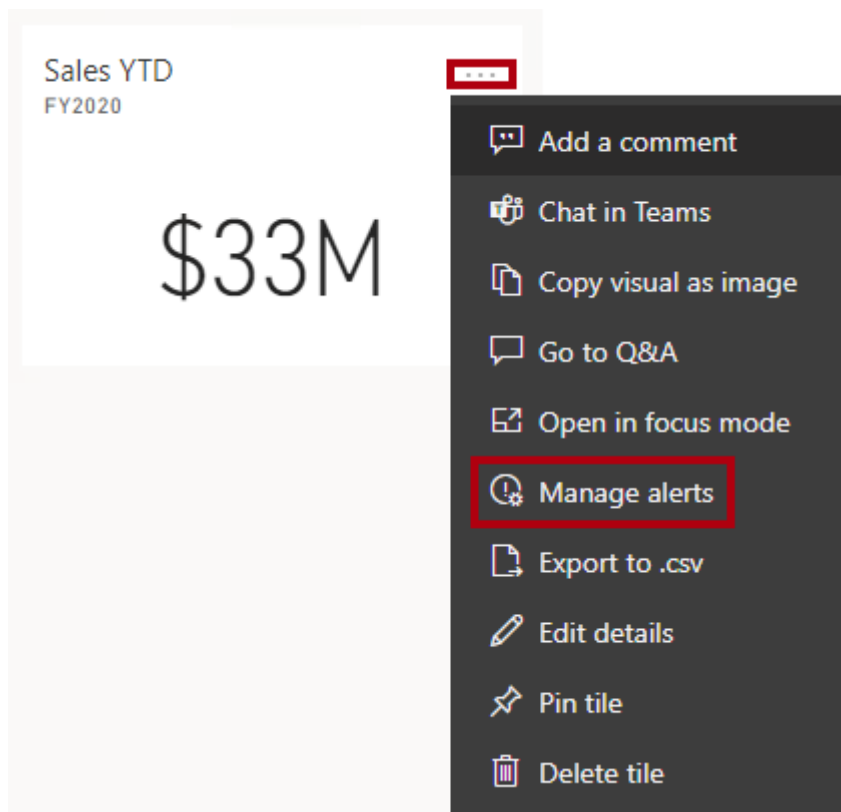 Sales YTD
FY2020
$33M
...
Add a comment
Chat in Teams
Copy visual as image
Go to Q&A
Open in focus mode
Manage alerts
Export to .csv
Edit details
Pin tile
Delete tile